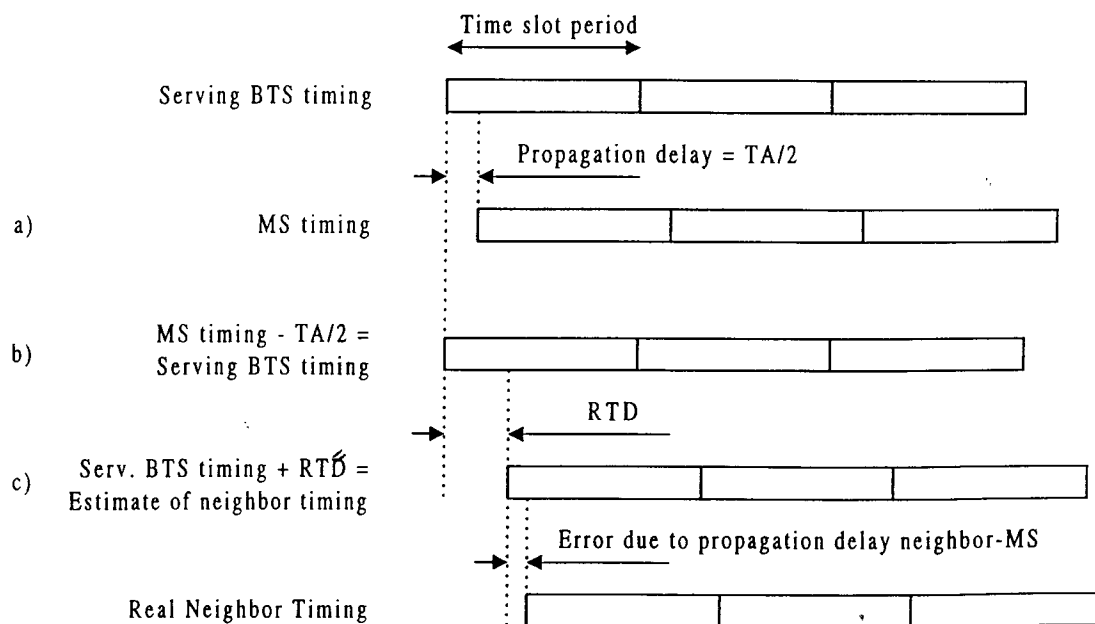 Time slot period
Serving BTS timing
Propagation delay = TA/2
a)
MS timing
b)
MS timing - TA/2 =
Serving BTS timing
RTD
c)
Serv. BTS timing + RTD =
Estimate of neighbor timing
Error due to propagation delay neighbor-MS
Real Neighbor Timing